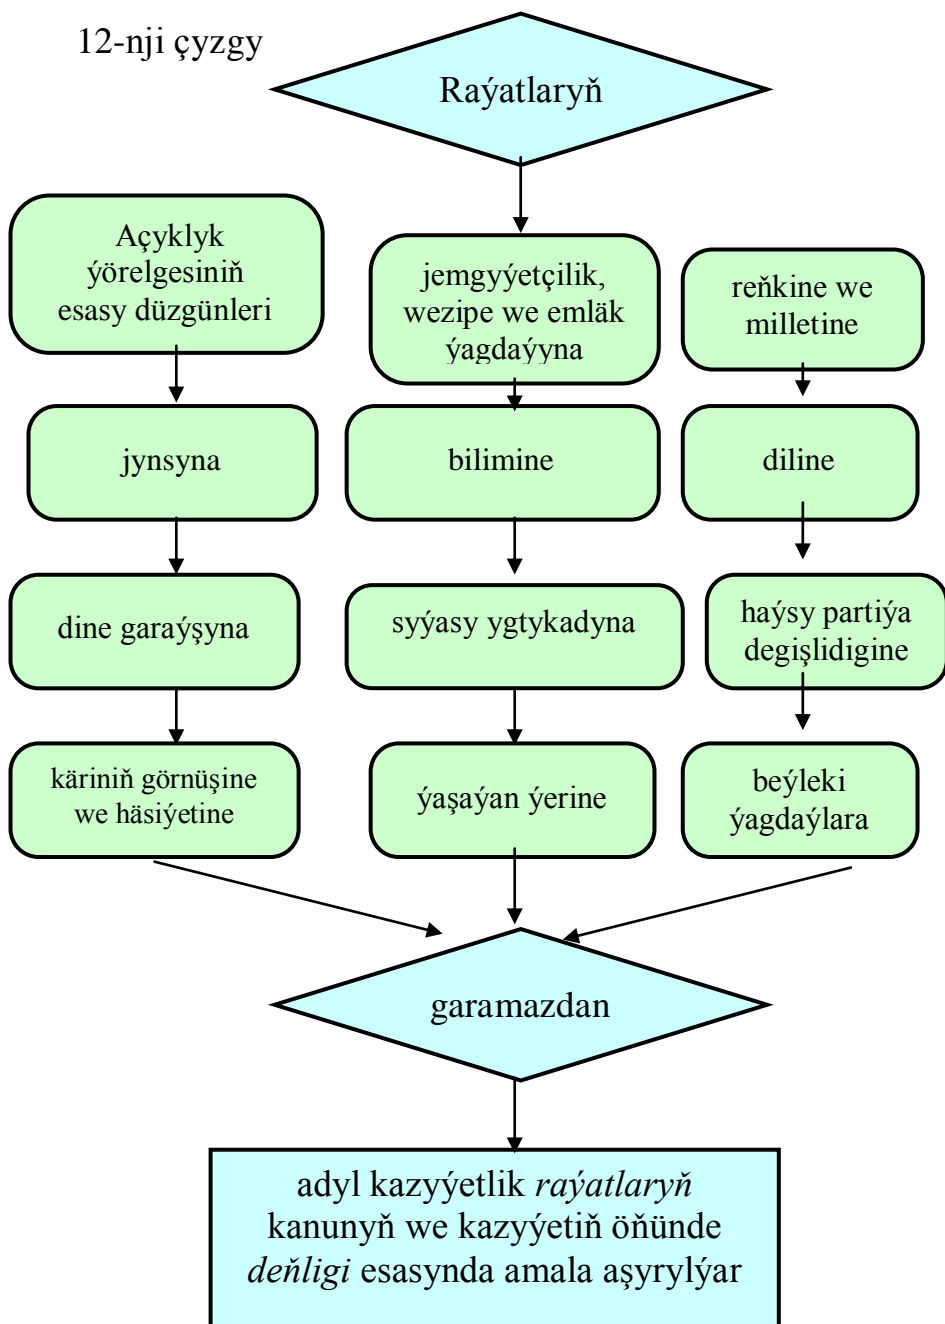 12-nji çyzgy
Raýatlaryň
Açyklyk
ýörelgesiniň
esasy düzgünleri
jemgyýetçilik,
wezipe we emläk
ýagdaýyna
reňkine we
milletine
jynsyna
bilimine
diline
dine garaýşyna
syýasy ygtykadyna
haýsy partiýa
degişlidigine
käriniň görnüşine
we häsiýetine
ýaşaýan ýerine
beýleki
ýagdaýlara
garamazdan
adyl kazyýetlik raýatlaryň
kanunyň we kazyýetiň öňünde
deňligi esasynda amala aşyrylýar